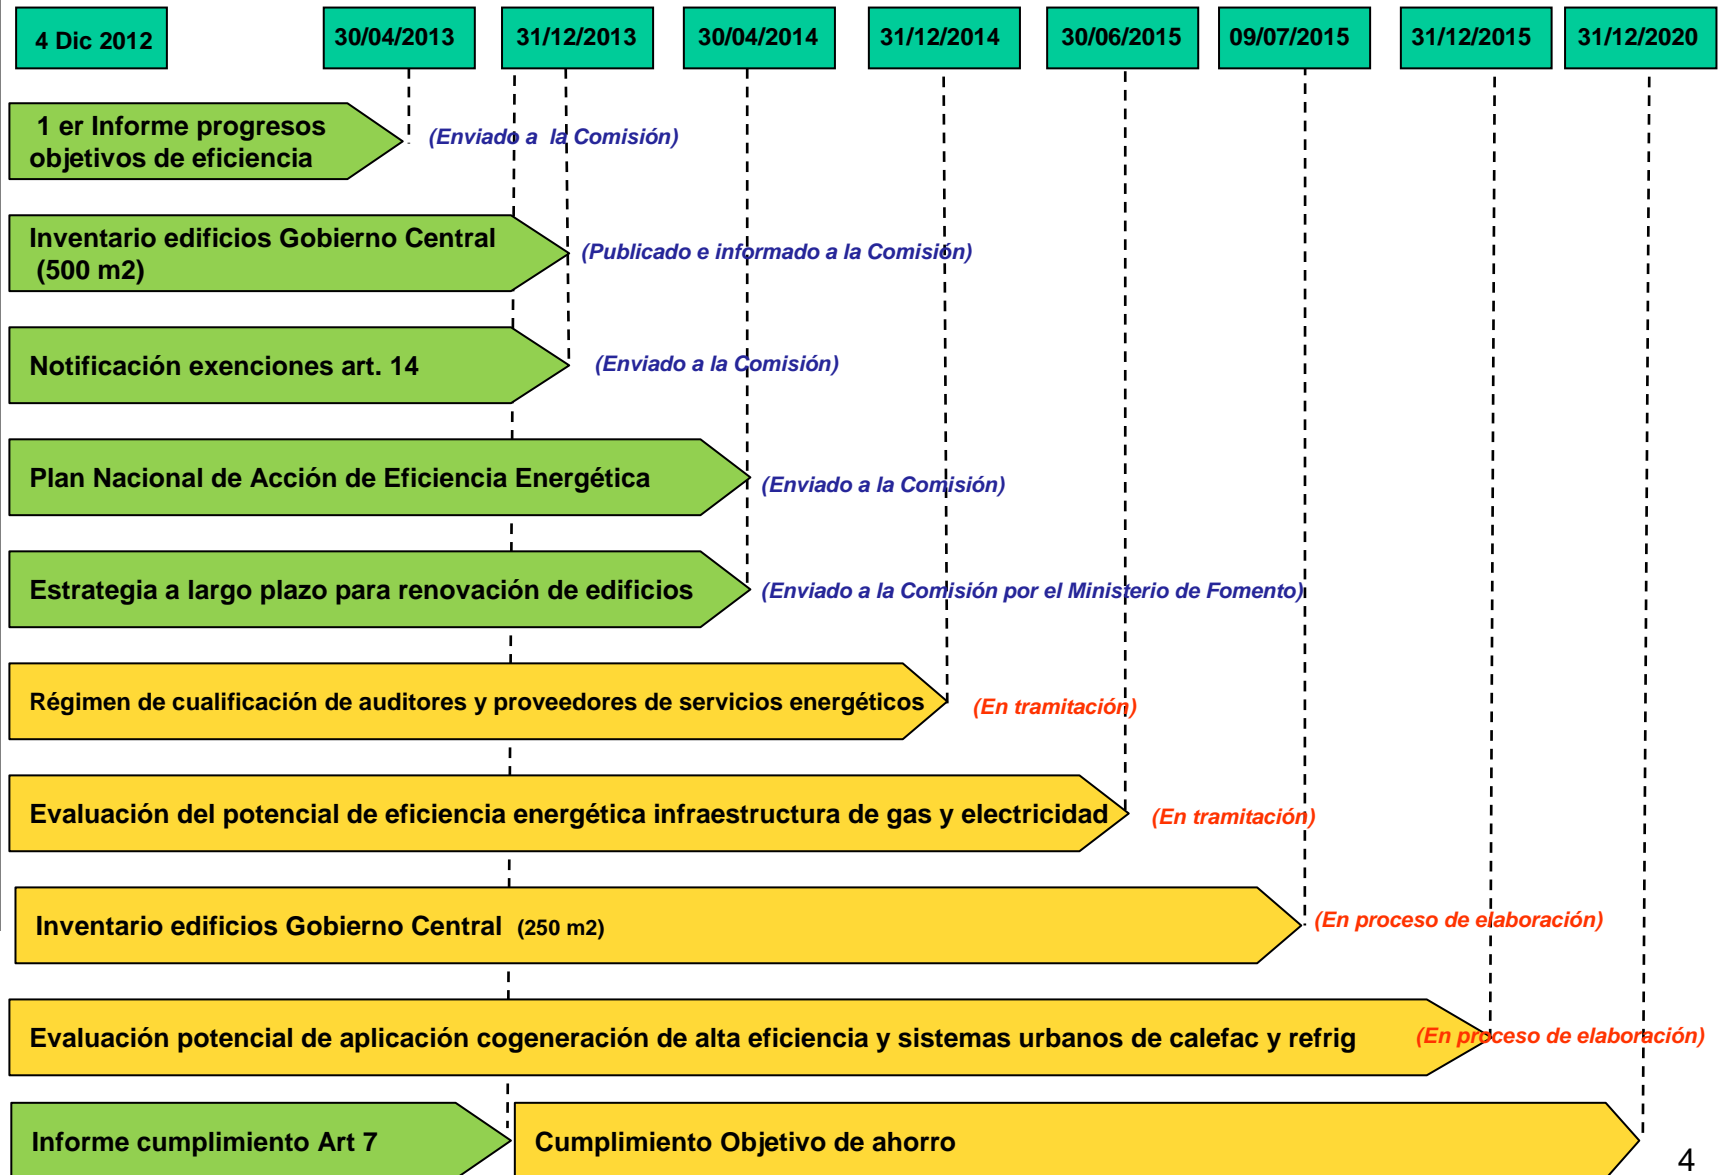 4 Dic 2012
30/04/2013
31/12/2013
30/04/2014
31/12/2014
30/06/2015
09/07/2015
31/12/2015
31/12/2020
1 er Informe progresos
objetivos de eficiencia
(Enviado a la Comisión)
Inventario edificios Gobierno Central
(500 m2)
(Publicado e informado a la Comisión)
Notificación exenciones art. 14
(Enviado a la Comisión)
Plan Nacional de Acción de Eficiencia Energética
(Enviado a la Comisión)
Estrategia a largo plazo para renovación de edificios
(Enviado a la Comisión por el Ministerio de Fomento)
Régimen de cualificación de auditores y proveedores de servicios energéticos
(En tramitación)
Evaluación del potencial de eficiencia energética infraestructura de gas y electricidad
(En tramitación)
Inventario edificios Gobierno Central (250 m2)
(En proceso de elaboración)
Evaluación potencial de aplicación cogeneración de alta eficiencia y sistemas urbanos de calefac y refrig
(En proceso de elaboración)
Informe cumplimiento Art 7
Cumplimiento Objetivo de ahorro
4